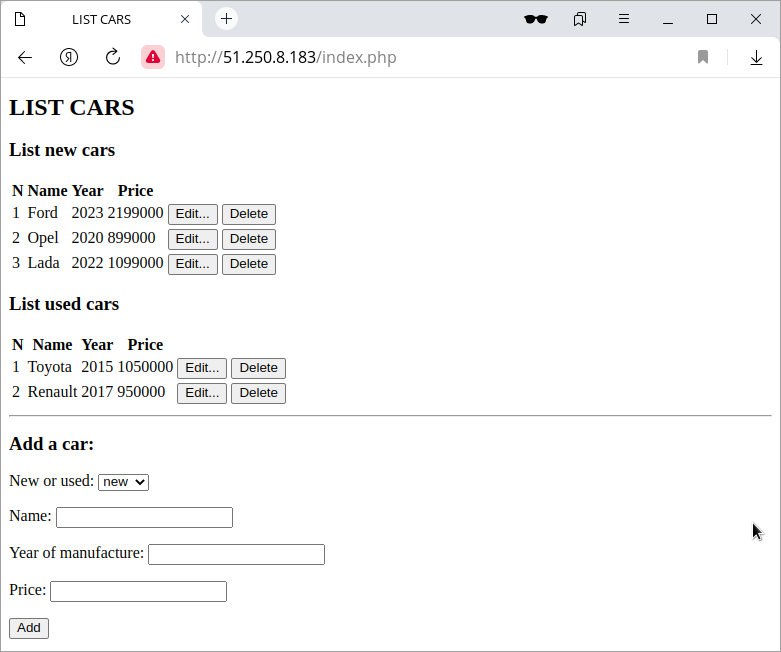 LIST CARS
http://51.250.8.183/index.php
LIST CARS
List new cars
N Name Year Price
1 Ford 2023 2199000 Edit... Delete
2 Opel 2020 899000 Edit... Delete
3 Lada 2022 1099000 Edit... Delete
List used cars
N Name Year Price
1 Toyota 2015 1050000 Edit... Delete
2 Renault 2017 950000 Edit... Delete
Add a car:
New or used: new
Name:
Year of manufacture:
Price:
Add